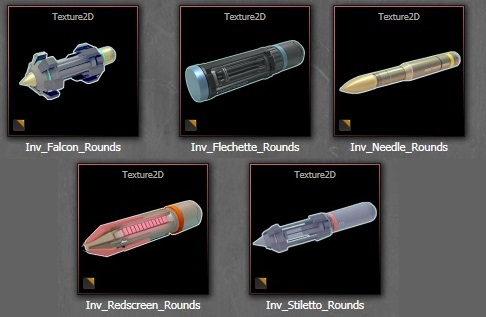 Texture2D Texture2D Texture2D
Inv_Falcon_Rounds Inv_Flechette_Rounds Inv_Needle_Rounds
Texture2D Texture2D
Inv_Redscreen_Rounds Inv_Stiletto_Rounds